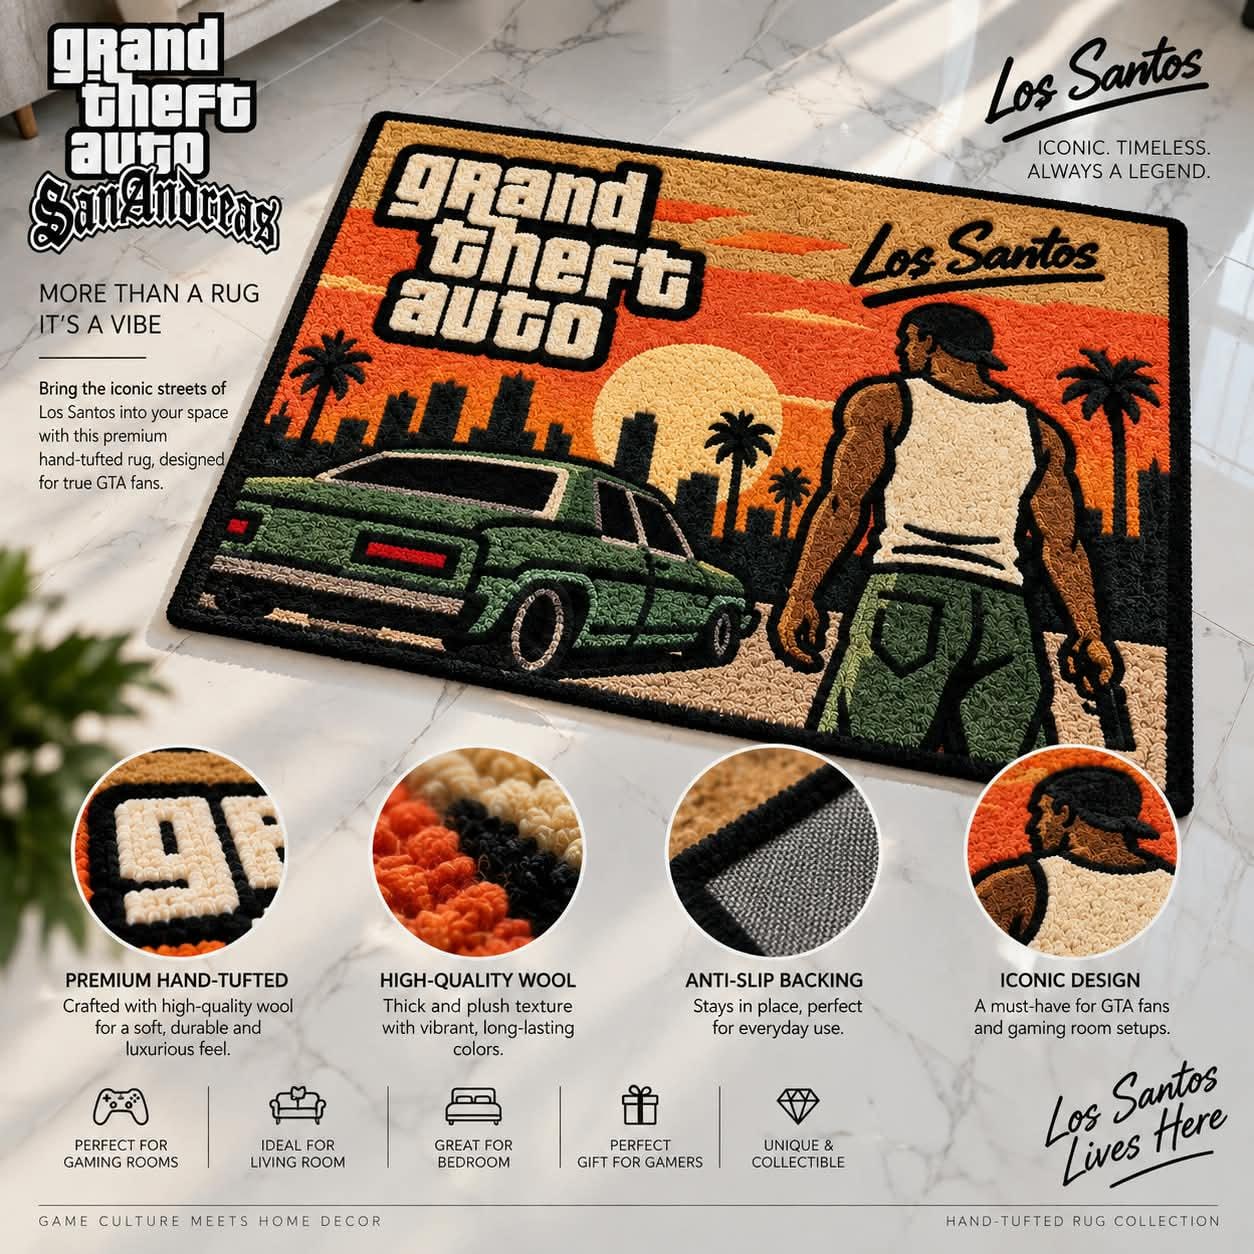 grand
theft
auto
San Andreas
MORE THAN A RUG
IT'S A VIBE
Bring the iconic streets of
Los Santos into your space
with this premium
hand-tufted rug, designed
for true GTA fans.
Los Santos
ICONIC. TIMELESS.
ALWAYS A LEGEND.
grand
theft
auto
Los Santos
PREMIUM HAND-TUFTED
Crafted with high-quality wool
for a soft, durable and
luxurious feel.
HIGH-QUALITY WOOL
Thick and plush texture
with vibrant, long-lasting
colors.
ANTI-SLIP BACKING
Stays in place, perfect
for everyday use.
ICONIC DESIGN
A must-have for GTA fans
and gaming room setups.
PERFECT FOR
GAMING ROOMS
IDEAL FOR
LIVING ROOM
GREAT FOR
BEDROOM
PERFECT
GIFT FOR GAMERS
UNIQUE &
COLLECTIBLE
Los Santos
Lives Here
GAME CULTURE MEETS HOME DECOR
HAND-TUFTED RUG COLLECTION